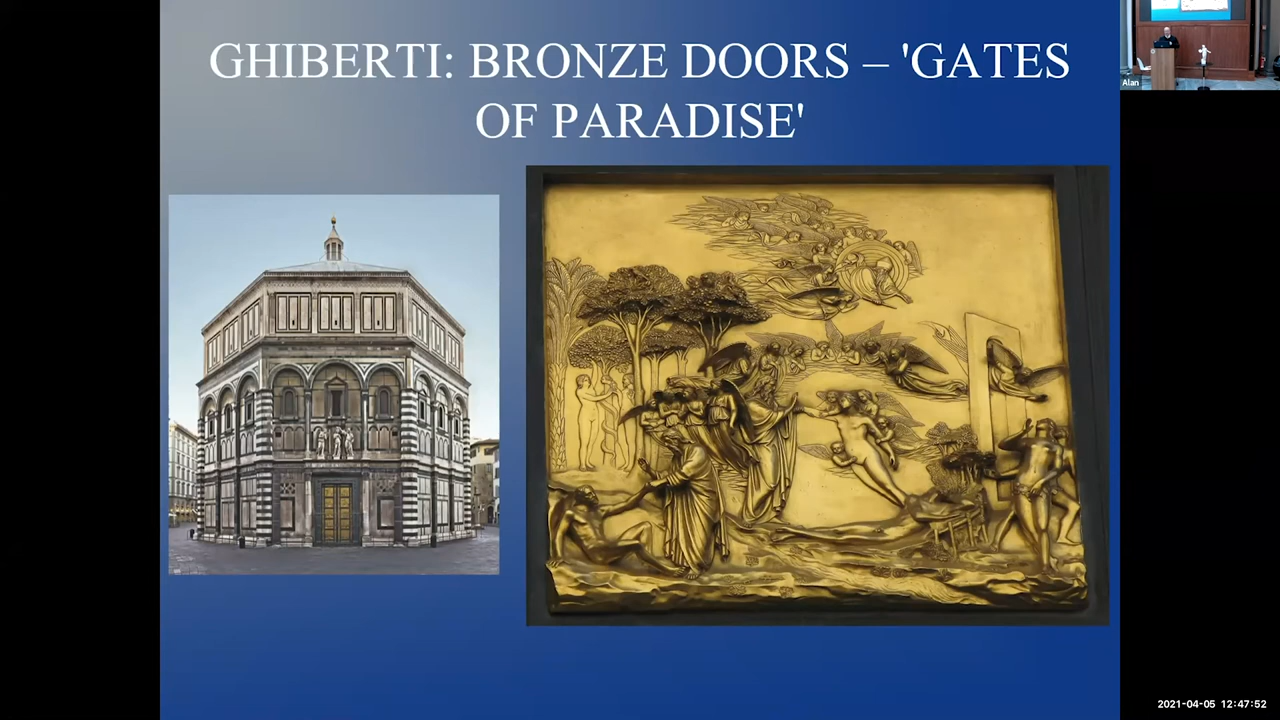 GHIBERTI: BRONZE DOORS – 'GATES
OF PARADISE'
Alan
2021-04-05 12:47:52